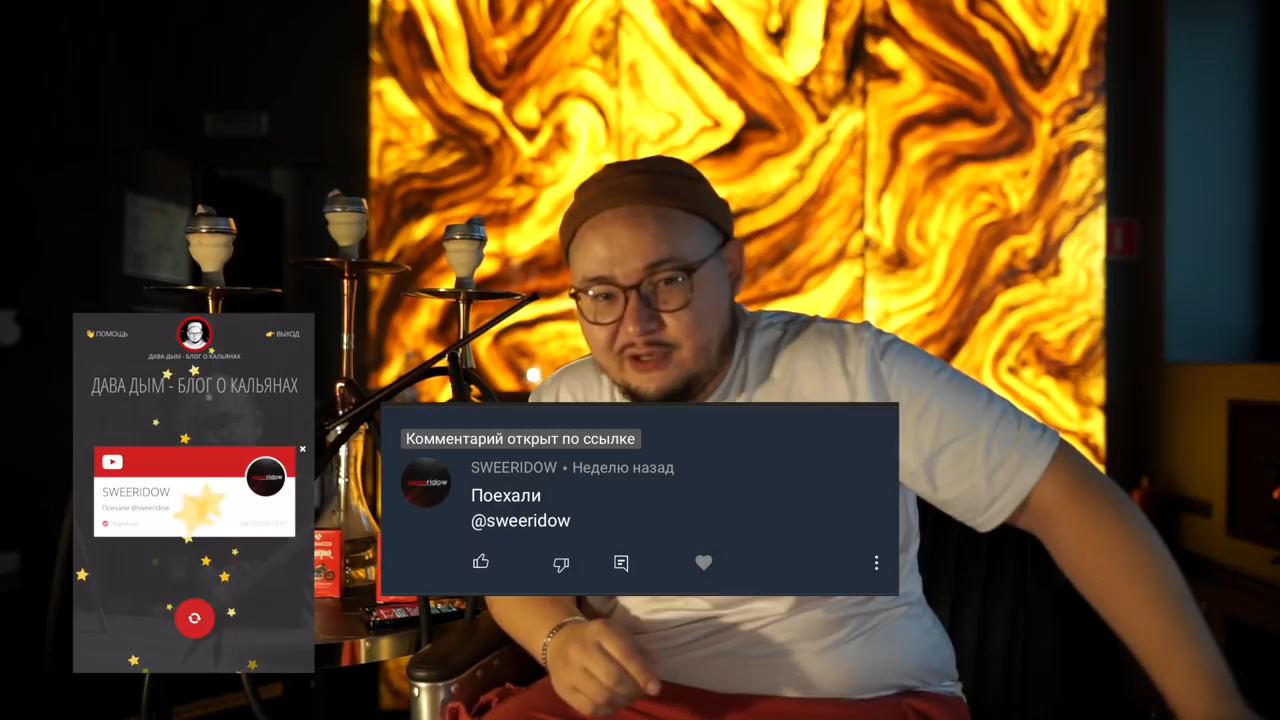 ПОМОЩЬ
ВЫХОД
ДАВА ДЫМ - БЛОГ О КАЛЬЯНАХ
ДАВА ДЫМ - БЛОГ О КАЛЬЯНАХ
SWEERIDOW
Поехали @sweeridow
Подписан
Комментарий открыт по ссылке
SWEERIDOW • Неделю назад
Поехали
@sweeridow